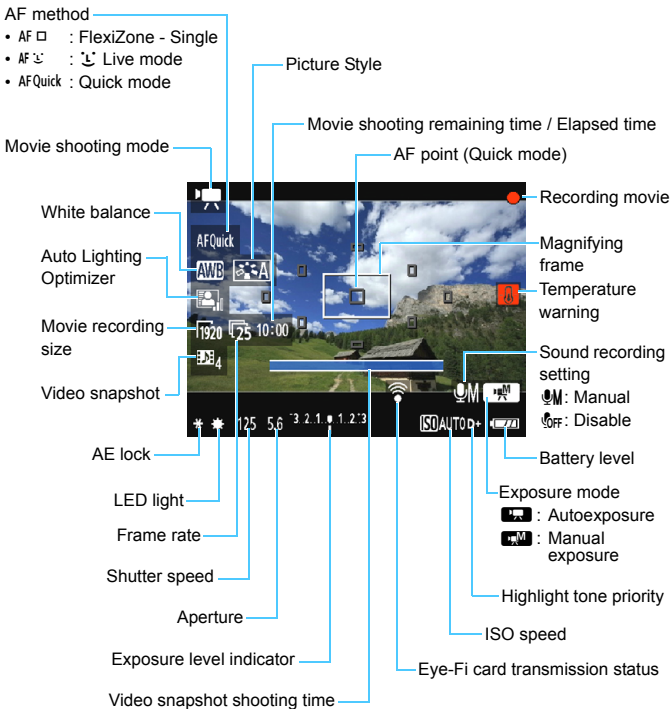 AF method
• AF □ : FlexiZone - Single
• AF : Live mode
• AFQuick : Quick mode
Picture Style
Movie shooting remaining time / Elapsed time
Movie shooting mode
AF point (Quick mode)
Recording movie
White balance
Magnifying
frame
Auto Lighting
Optimizer
Temperature
warning
Movie recording
size
Sound recording
setting
M : Manual
OFF : Disable
Video snapshot
AFQuick
AWB
A
1920
25
10:00
4
M
M
125
5.6
-3..2..1..0..1..2.:3
ISO AUTO D+
AE lock
Battery level
LED light
Exposure mode
: Autoexposure
M : Manual
exposure
Frame rate
Shutter speed
Highlight tone priority
Aperture
ISO speed
Exposure level indicator
Eye-Fi card transmission status
Video snapshot shooting time